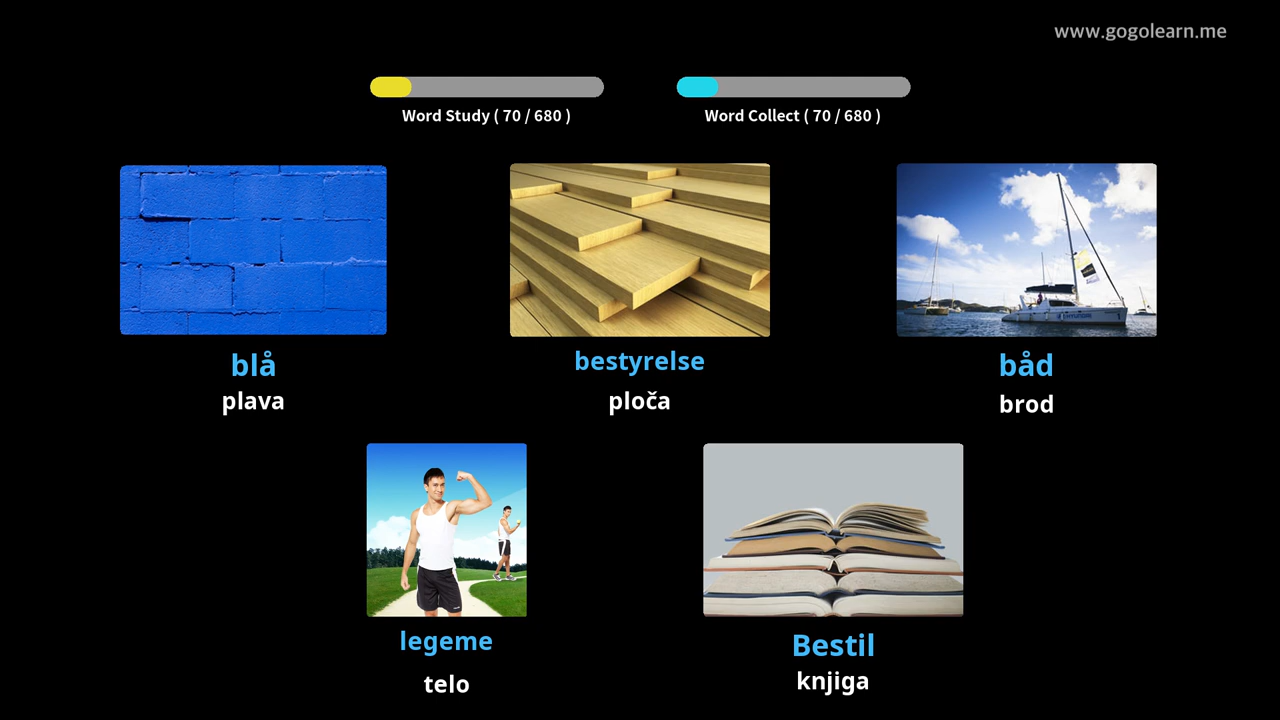 www.gogolearn.me
Word Study ( 70 / 680 )
Word Collect ( 70 / 680 )
blå
plava
bestyrelse
ploča
båd
brod
legeme
telo
Bestil
knjiga